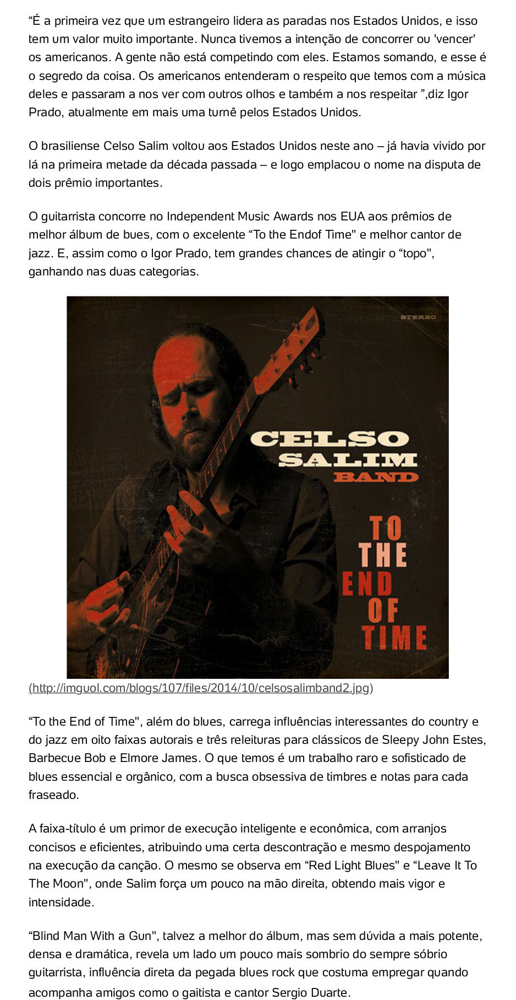 “É a primeira vez que um estrangeiro lidera as paradas nos Estados Unidos, e isso
tem um valor muito importante. Nunca tivemos a intenção de concorrer ou 'vencer'
os americanos. A gente não está competindo com eles. Estamos somando, e esse é
o segredo da coisa. Os americanos entenderam o respeito que temos com a música
deles e passaram a nos ver com outros olhos e também a nos respeitar ”,diz Igor
Prado, atualmente em mais uma turnê pelos Estados Unidos.
O brasiliense Celso Salim voltou aos Estados Unidos neste ano – já havia vivido por
lá na primeira metade da década passada – e logo emplacou o nome na disputa de
dois prêmio importantes.
O guitarrista concorre no Independent Music Awards nos EUA aos prêmios de
melhor álbum de bues, com o excelente “To the Endof Time" e melhor cantor de
jazz. E, assim como o Igor Prado, tem grandes chances de atingir o “topo",
ganhando nas duas categorias.
STEREO
CELSO
SALIM
BAND
TO
THE
END
OF
TIME
(http://imguol.com/blogs/107/files/2014/10/celsosalimband2.jpg)
“To the End of Time", além do blues, carrega influências interessantes do country e
do jazz em oito faixas autorais e três releituras para clássicos de Sleepy John Estes,
Barbecue Bob e Elmore James. O que temos é um trabalho raro e sofisticado de
blues essencial e orgânico, com a busca obsessiva de timbres e notas para cada
fraseado.
A faixa-título é um primor de execução inteligente e econômica, com arranjos
concisos e eficientes, atribuindo uma certa descontração e mesmo despojamento
na execução da canção. O mesmo se observa em “Red Light Blues" e “Leave It To
The Moon", onde Salim força um pouco na mão direita, obtendo mais vigor e
intensidade.
“Blind Man With a Gun", talvez a melhor do álbum, mas sem dúvida a mais potente,
densa e dramática, revela um lado um pouco mais sombrio do sempre sóbrio
guitarrista, influência direta da pegada blues rock que costuma empregar quando
acompanha amigos como o gaitista e cantor Sergio Duarte.